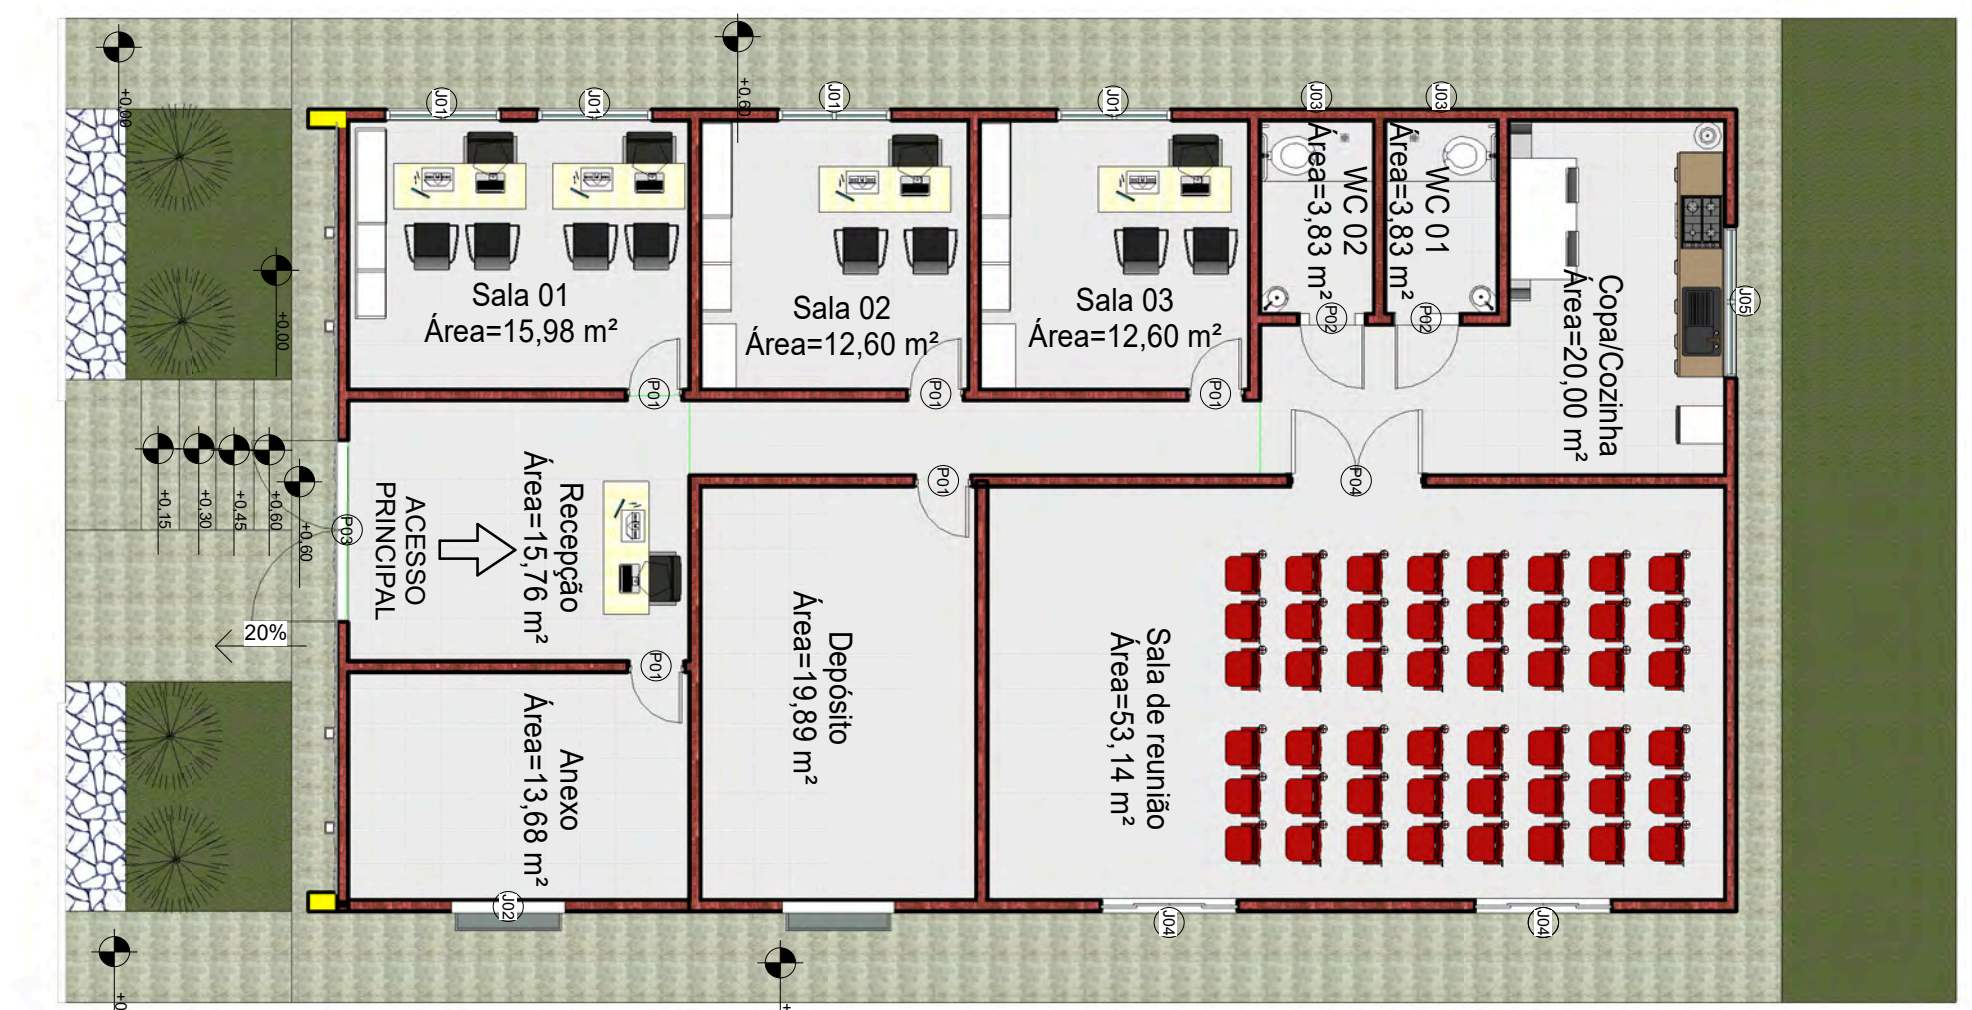 +0,00
+0,60
J01
J01
J01
J01
J03
J03
Sala 01
Área=15,98 m²
Sala 02
Área=12,60 m²
Sala 03
Área=12,60 m²
WC 02
Área=3,83 m²
WC 01
Área=3,83 m²
Copa/Cozinha
Área=20,00 m²
J05
P02
P02
+0,00
P01
P01
P01
P01
P04
+0,15
+0,30
+0,45
+0,60
+0,60
P03
ACESSO
PRINCIPAL
Recepção
Área=15,76 m²
20%
P01
Depósito
Área=19,89 m²
Sala de reunião
Área=53,14 m²
Anexo
Área=13,68 m²
J02
J04
J04